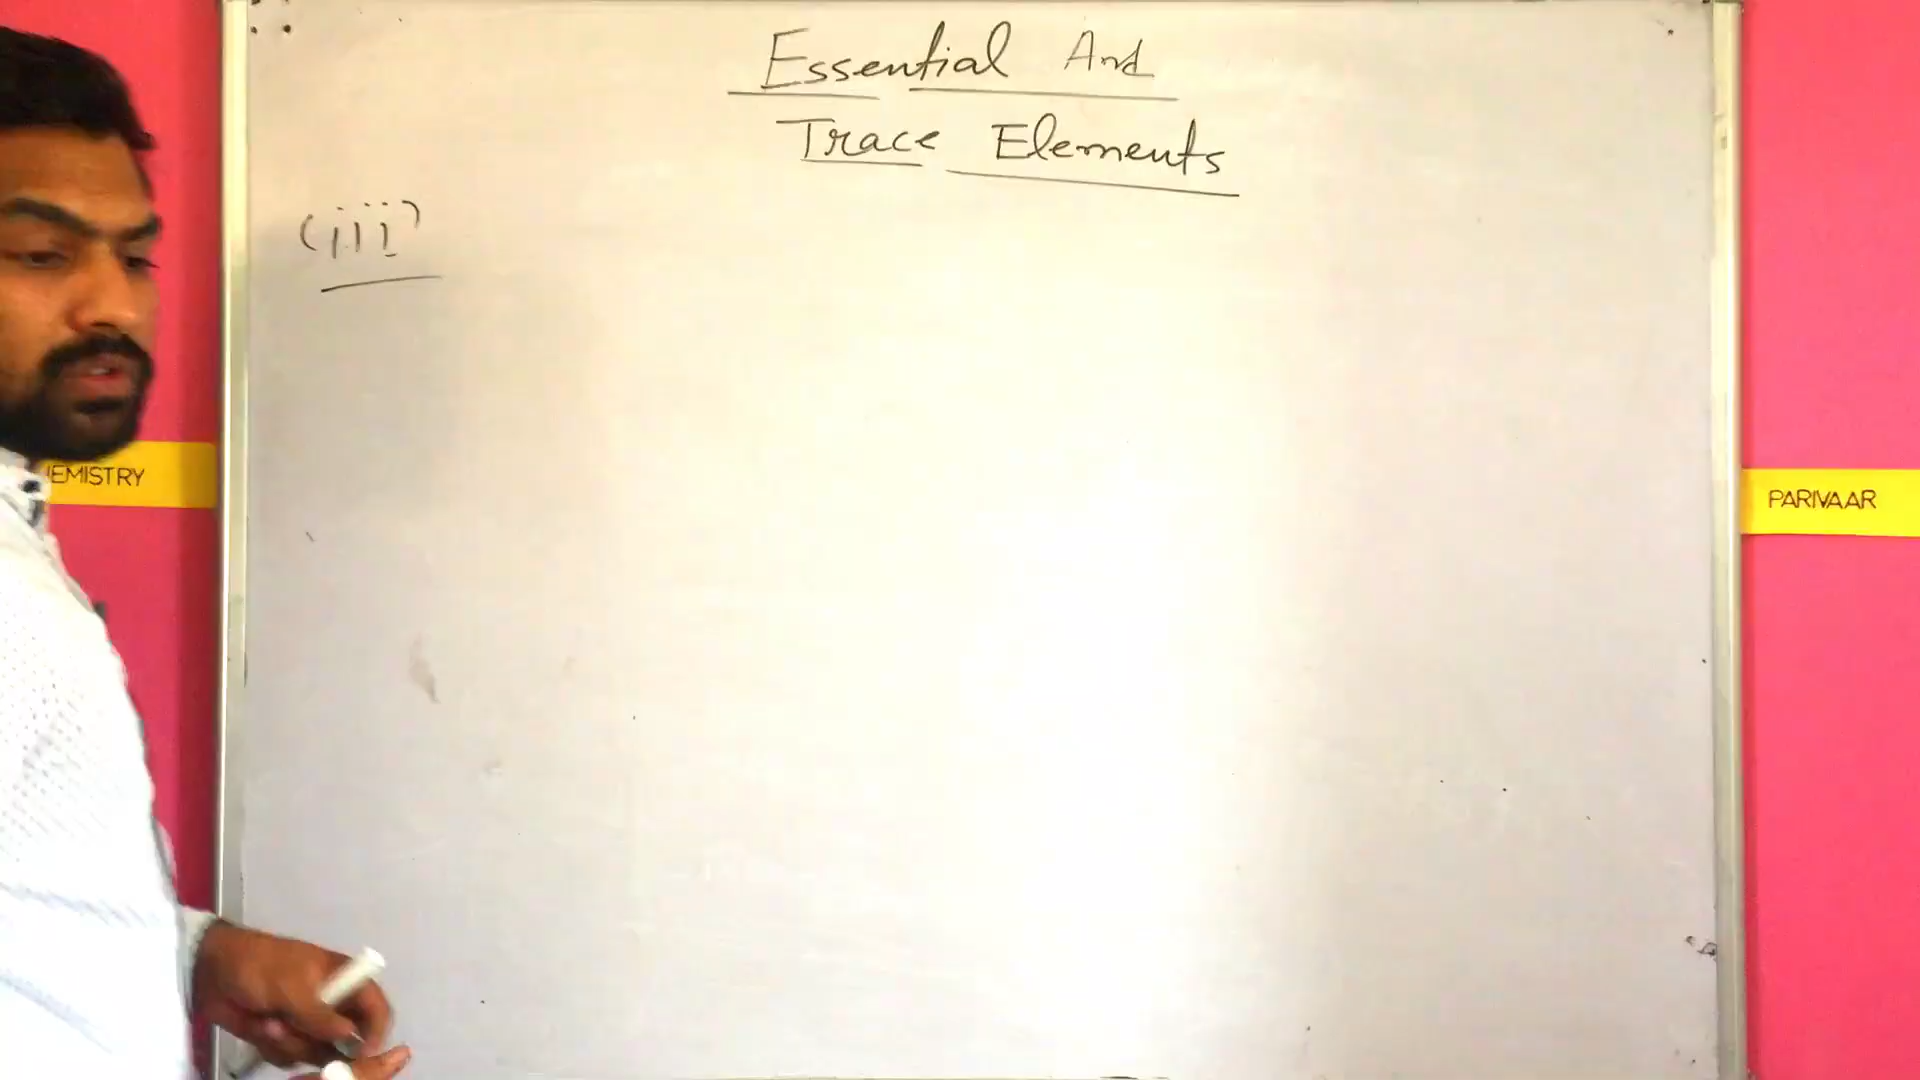 Essential And
Trace Elements
(iii)
EMISTRY
PARIVAAR